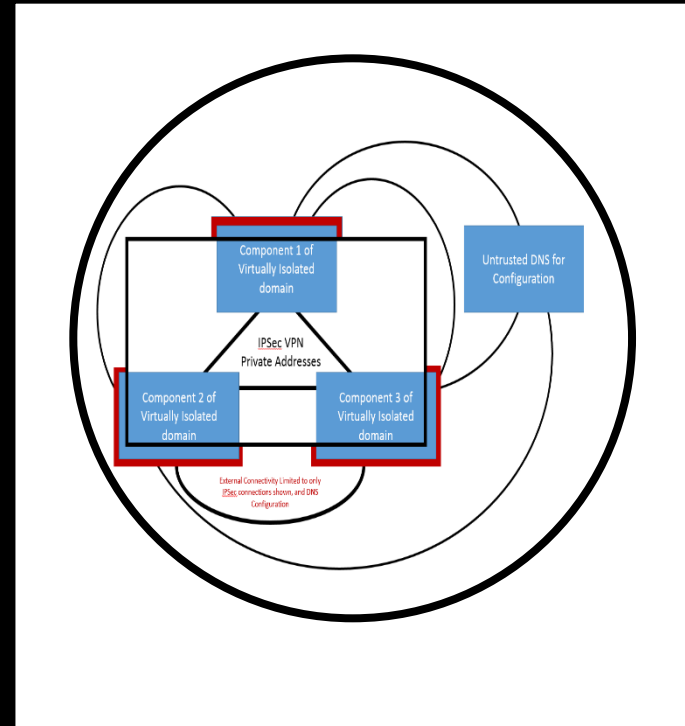 Component 1 of
Virtually Isolated
domain
Untrusted DNS for
Configuration
IPSec VPN
Private Addresses
Component 2 of
Virtually Isolated
domain
Component 3 of
Virtually Isolated
domain
External Connectivity Limited to only
IPSec connections shown, and DNS
Configuration